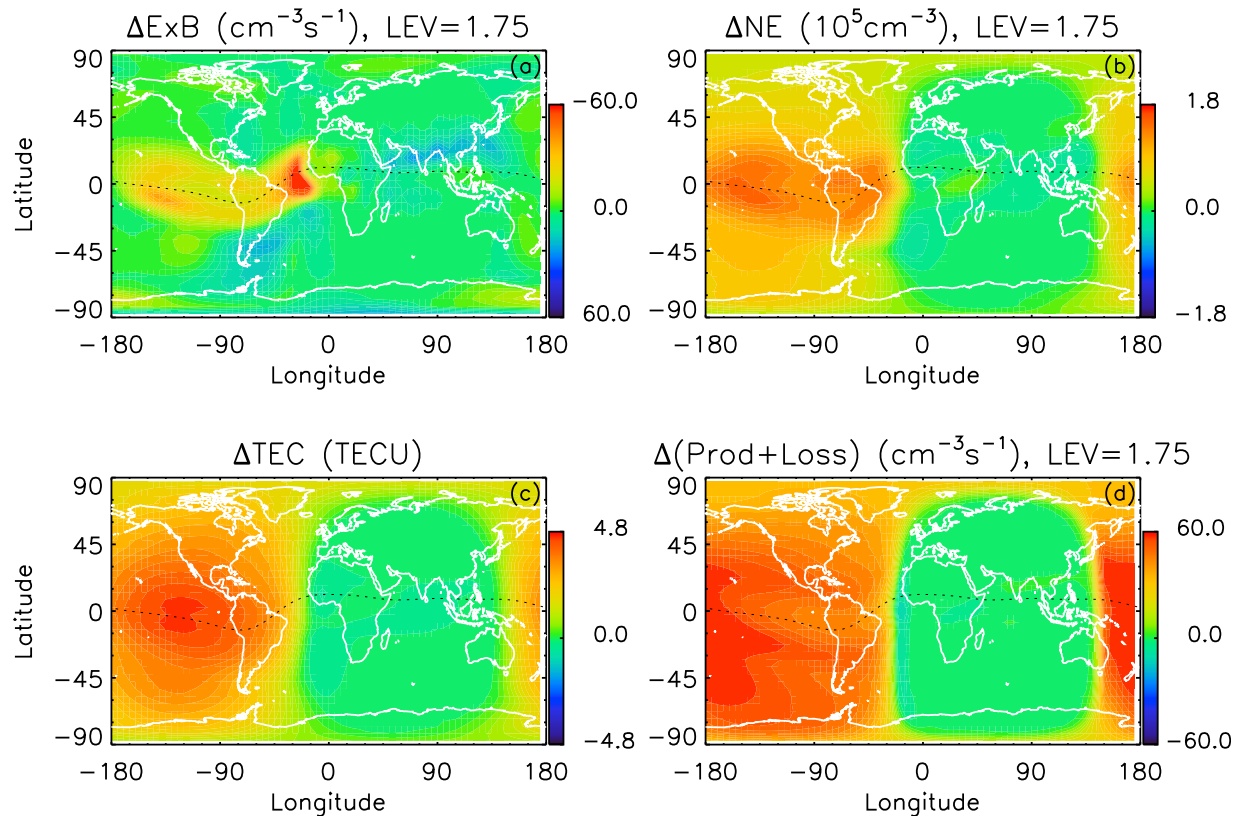 ΔExB (cm⁻³s⁻¹), LEV=1.75
(a)
90
45
0
−45
−90
Latitude
−180 −90 0 90 180
Longitude
−60.0
0.0
60.0
ΔNE (10⁵cm⁻³), LEV=1.75
(b)
90
45
0
−45
−90
−180 −90 0 90 180
Longitude
1.8
0.0
−1.8
ΔTEC (TECU)
(c)
90
45
0
−45
−90
Latitude
−180 −90 0 90 180
Longitude
4.8
0.0
−4.8
Δ(Prod+Loss) (cm⁻³s⁻¹), LEV=1.75
(d)
90
45
0
−45
−90
−180 −90 0 90 180
Longitude
60.0
0.0
−60.0